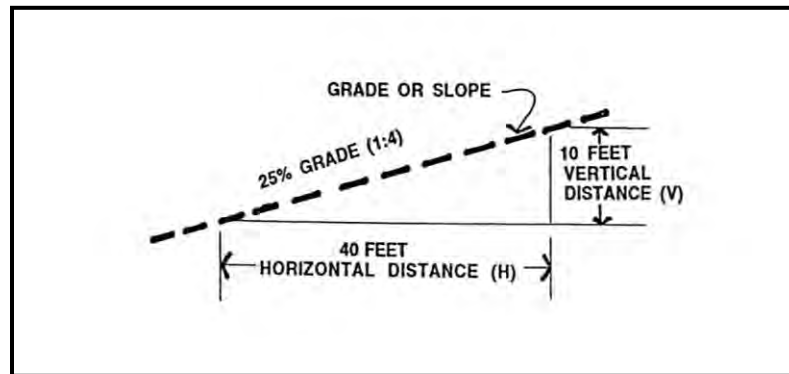 GRADE OR SLOPE
25% GRADE (1:4)
10 FEET
VERTICAL
DISTANCE (V)
40 FEET
HORIZONTAL DISTANCE (H)